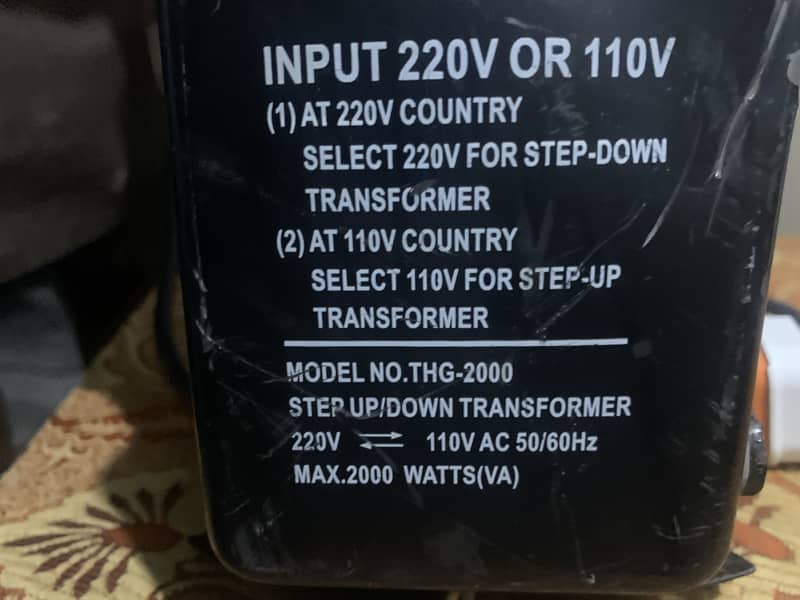 INPUT 220V OR 110V
(1) AT 220V COUNTRY
SELECT 220V FOR STEP-DOWN
TRANSFORMER
(2) AT 110V COUNTRY
SELECT 110V FOR STEP-UP
TRANSFORMER
MODEL NO.THG-2000
STEP UP/DOWN TRANSFORMER
220V ⇄ 110V AC 50/60Hz
MAX.2000 WATTS(VA)